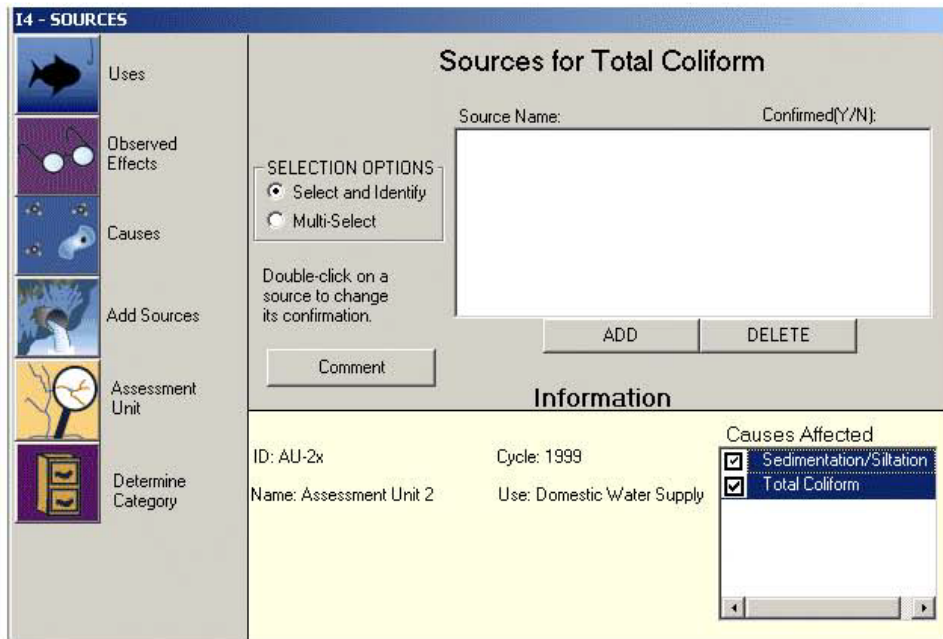 I4 - SOURCES
Uses
Observed
Effects
Causes
Add Sources
Assessment
Unit
Determine
Category
Sources for Total Coliform
Source Name: Confirmed(Y/N):
SELECTION OPTIONS
Select and Identify
Multi-Select
Double-click on a
source to change
its confirmation.
Comment
ADD DELETE
Information
ID: AU-2x Cycle: 1999
Name: Assessment Unit 2 Use: Domestic Water Supply
Causes Affected
Sedimentation/Siltation
Total Coliform